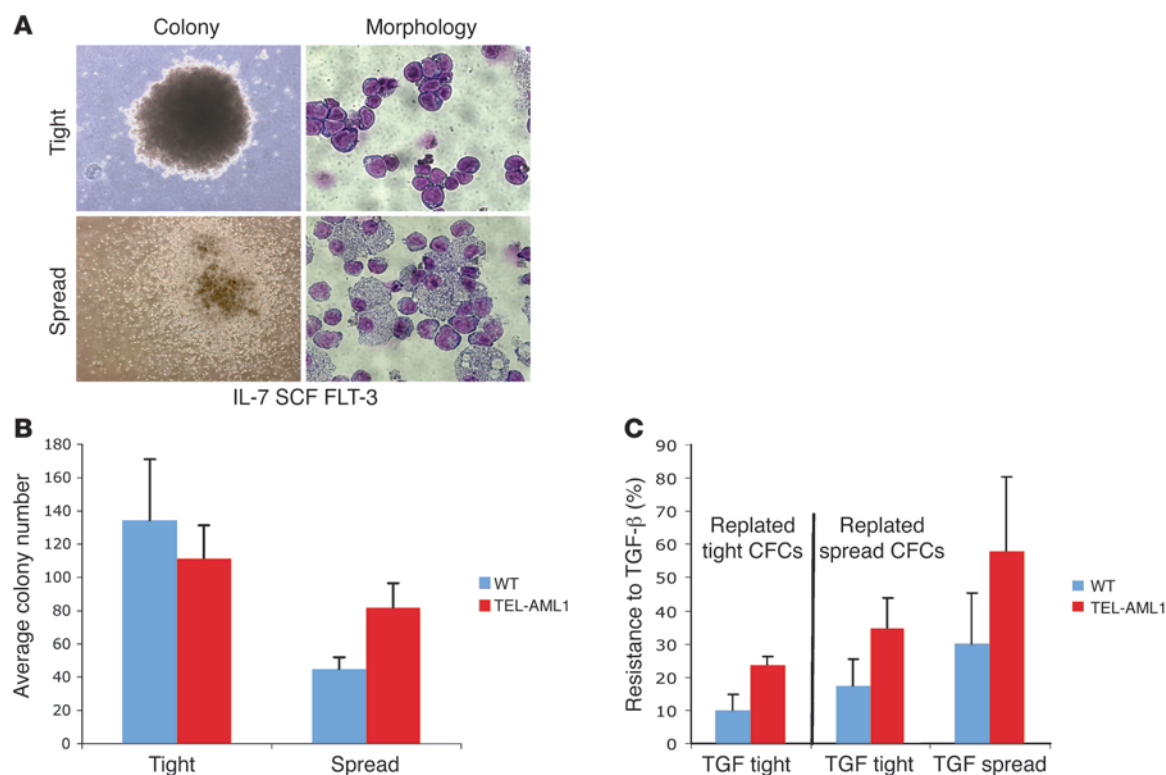 A
Colony
Morphology
Tight
Spread
IL-7 SCF FLT-3
B
Average colony number
180
160
140
120
100
80
60
40
20
0
Tight
Spread
WT
TEL-AML1
C
Resistance to TGF-β (%)
90
80
70
60
50
40
30
20
10
0
Replated
tight CFCs
Replated
spread CFCs
TGF tight
TGF tight
TGF spread
WT
TEL-AML1